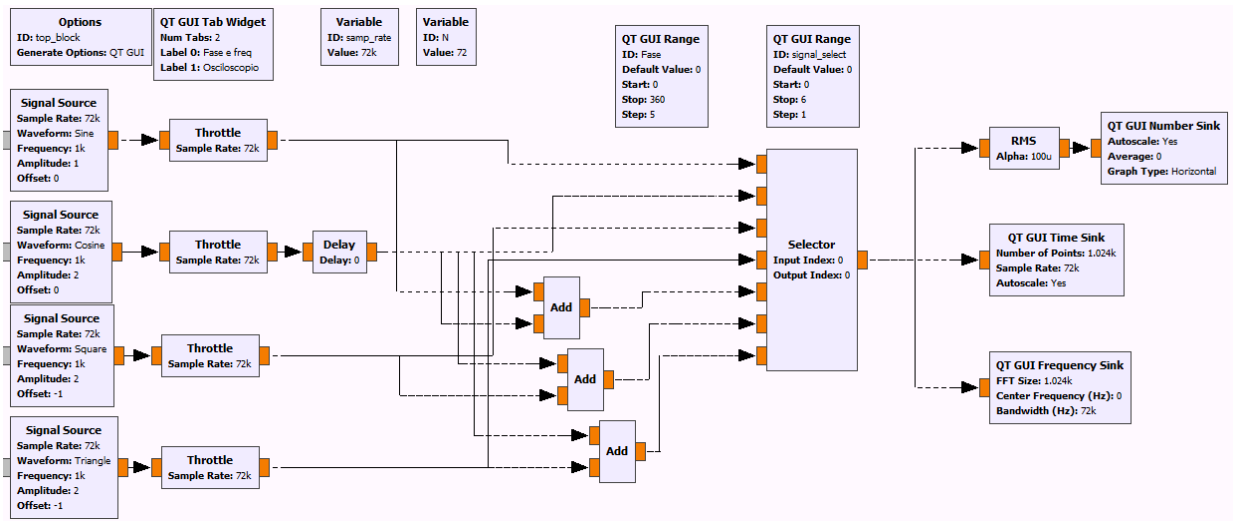 Options
ID: top_block
Generate Options: QT GUI
QT GUI Tab Widget
Num Tabs: 2
Label 0: Fase e freq
Label 1: Osciloscopio
Variable
ID: samp_rate
Value: 72k
Variable
ID: N
Value: 72
QT GUI Range
ID: Fase
Default Value: 0
Start: 0
Stop: 360
Step: 5
QT GUI Range
ID: signal_select
Default Value: 0
Start: 0
Stop: 6
Step: 1
Signal Source
Sample Rate: 72k
Waveform: Sine
Frequency: 1k
Amplitude: 1
Offset: 0
Throttle
Sample Rate: 72k
RMS
Alpha: 100u
QT GUI Number Sink
Autoscale: Yes
Average: 0
Graph Type: Horizontal
Signal Source
Sample Rate: 72k
Waveform: Cosine
Frequency: 1k
Amplitude: 2
Offset: 0
Throttle
Sample Rate: 72k
Delay
Delay: 0
Selector
Input Index: 0
Output Index: 0
QT GUI Time Sink
Number of Points: 1.024k
Sample Rate: 72k
Autoscale: Yes
Add
Signal Source
Sample Rate: 72k
Waveform: Square
Frequency: 1k
Amplitude: 2
Offset: -1
Throttle
Sample Rate: 72k
Add
QT GUI Frequency Sink
FFT Size: 1.024k
Center Frequency (Hz): 0
Bandwidth (Hz): 72k
Signal Source
Sample Rate: 72k
Waveform: Triangle
Frequency: 1k
Amplitude: 2
Offset: -1
Throttle
Sample Rate: 72k
Add